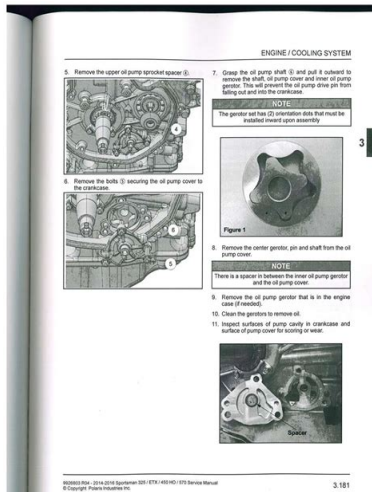 ENGINE / COOLING SYSTEM
5. Remove the upper oil pump sprocket spacer ④.
4
6. Remove the bolts ⑤ securing the oil pump cover to
the crankcase.
6
5
7. Grasp the oil pump shaft ⑥ and pull it outward to
remove the shaft, oil pump cover and inner oil pump
gerotor. This will prevent the oil pump drive pin from
falling out and into the crankcase.
NOTE
The gerotor set has (2) orientation dots that must be
installed inward upon assembly
3
Figure 1
8. Remove the center gerotor, pin and shaft from the oil
pump cover.
NOTE
There is a spacer in between the inner oil pump gerotor
and the oil pump cover.
9. Remove the oil pump gerotor that is in the engine
case (if needed).
10. Clean the gerotors to remove oil.
11. Inspect surfaces of pump cavity in crankcase and
surface of pump cover for scoring or wear.
Spacer
R04 - 2014-2016 Sportsman 325 / ETX / 450 HO / 570 Service Manual
© Copyright Polaris Industries Inc.
3.181